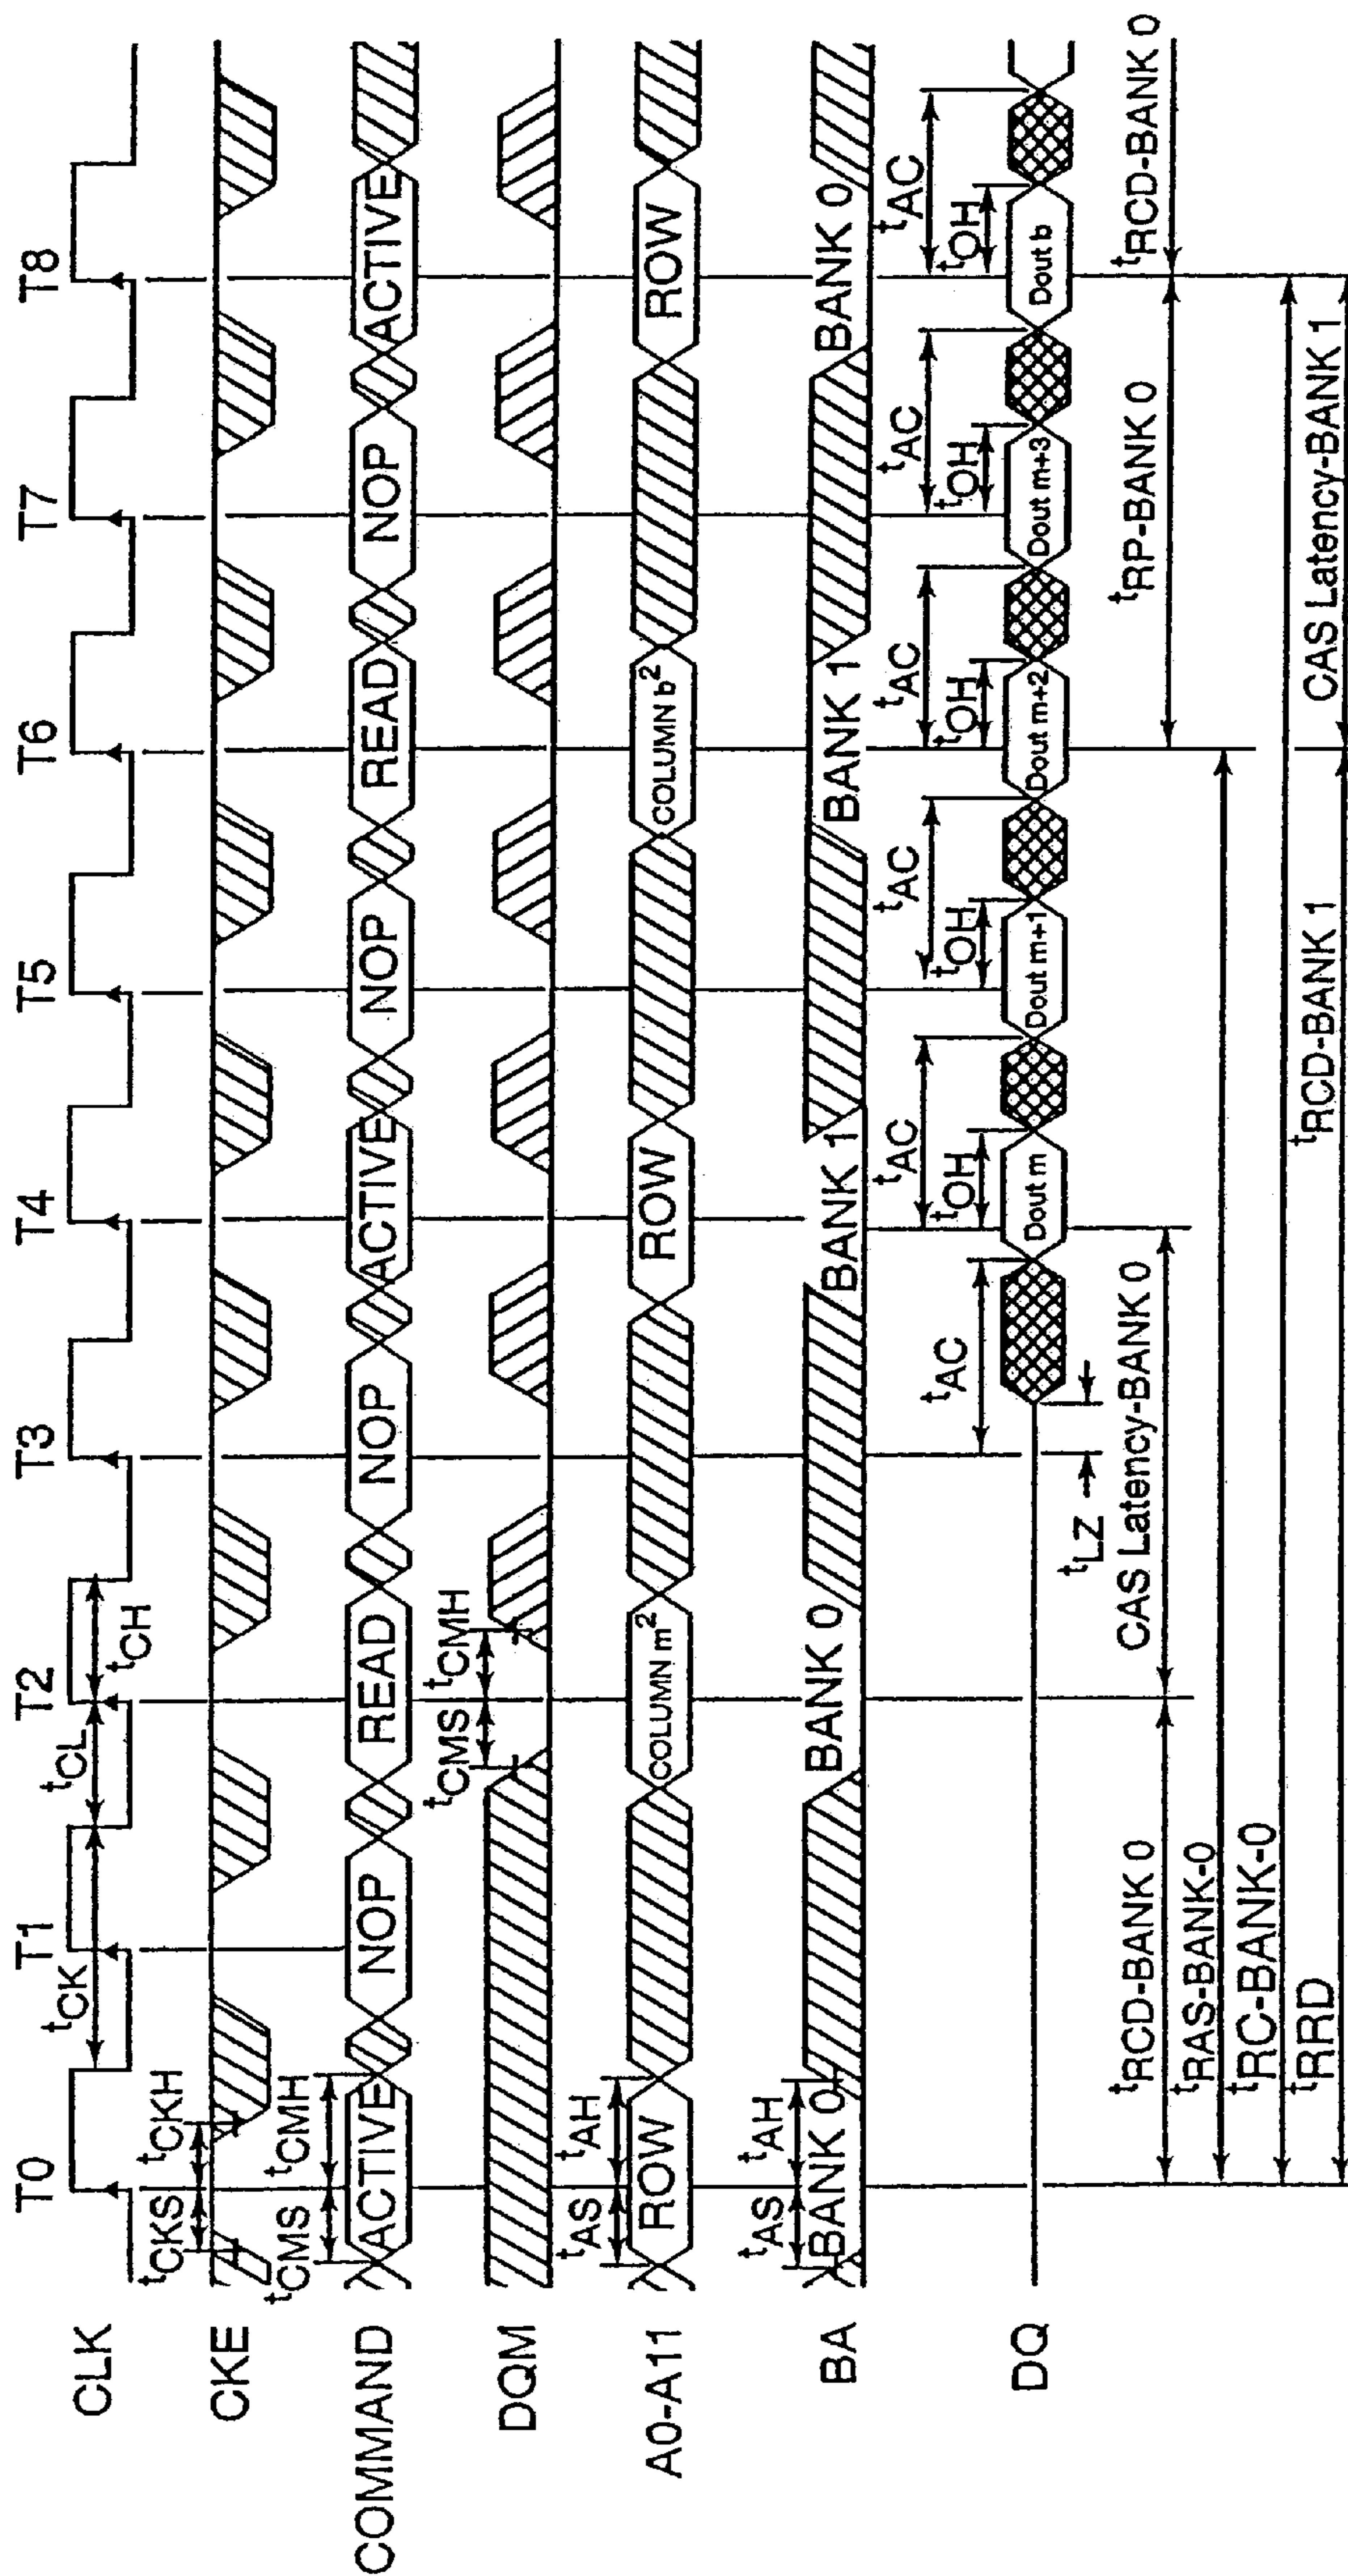 T0 T1 T2 T3 T4 T5 T6 T7 T8
CLK
tCK tCL tCH
tCKS tCKH
CKE
tCMS tCMH
COMMAND ACTIVE NOP READ NOP ACTIVE NOP READ NOP ACTIVE
tCMS tCMH
DQM
tAS tAH
A0-A11 ROW COLUMN m² ROW COLUMN b² ROW
tAS tAH
BA BANK 0 BANK 0 BANK 1 BANK 1 BANK 0
tAC tAC tAC tAC tAC tAC
tOH tOH tOH tOH tOH
DQ Dout m Dout m+1 Dout m+2 Dout m+3 Dout b
tLZ
tRCD-BANK 0 CAS Latency-BANK 0 tRP-BANK 0 tRCD-BANK 0
tRAS-BANK-0
tRC-BANK-0
tRRD tRCD-BANK 1 CAS Latency-BANK 1